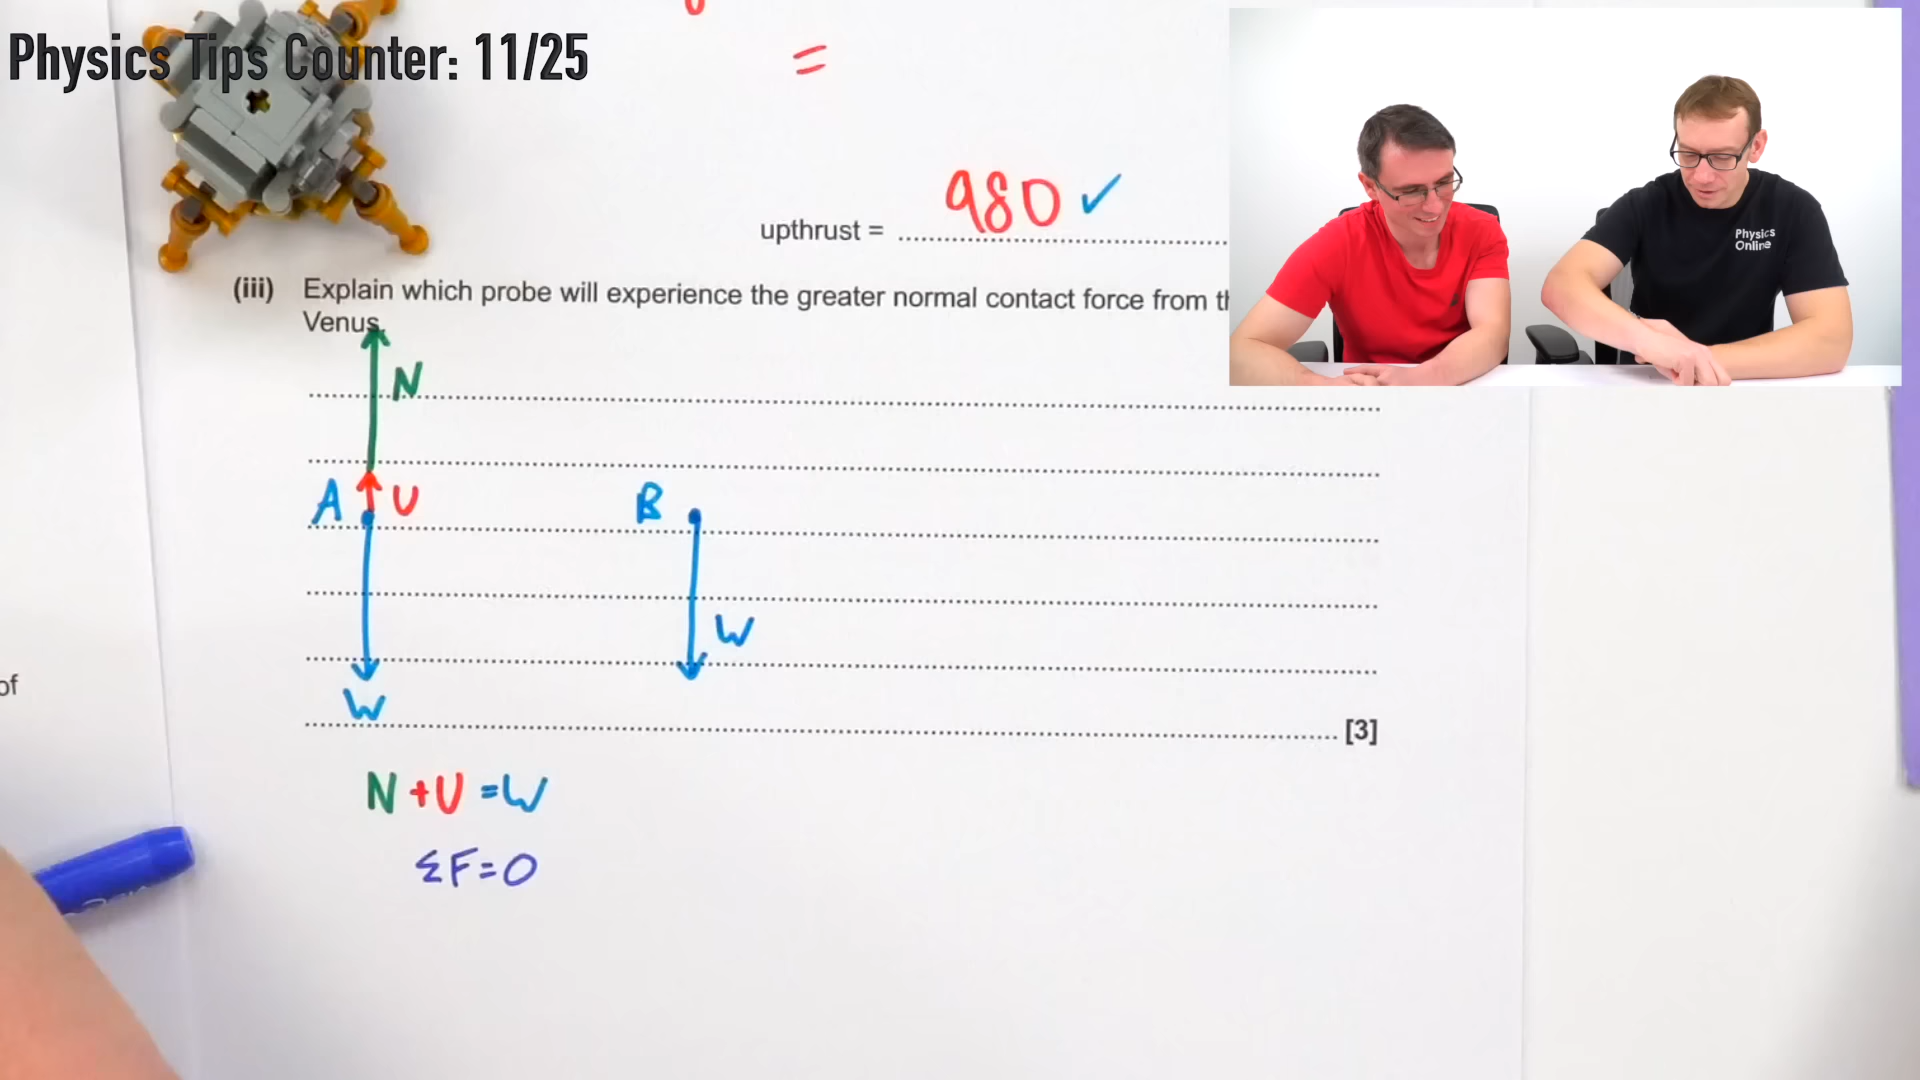 Physics Tips Counter: 11/25
=
Physics
Online
980 ✓
upthrust =
(iii) Explain which probe will experience the greater normal contact force from
Venus.
N
A U B
W
W
[3]
of
N + U = W
ΣF = 0